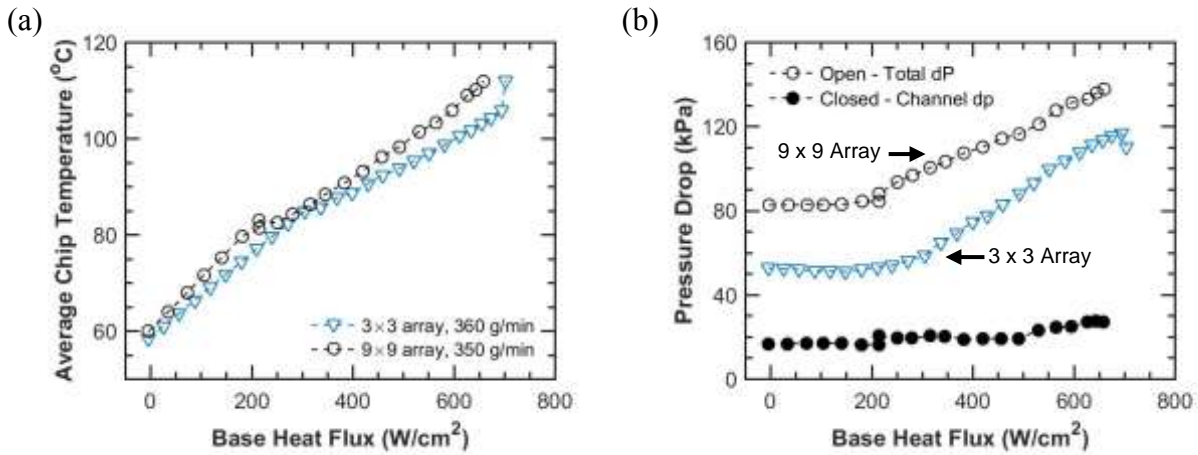 (a)
120
100
80
60
Average Chip Temperature (°C)
3×3 array, 360 g/min
9×9 array, 350 g/min
0 200 400 600 800
Base Heat Flux (W/cm²)
(b)
160
120
80
40
0
Pressure Drop (kPa)
Open - Total dP
Closed - Channel dp
9 x 9 Array
3 x 3 Array
0 200 400 600 800
Base Heat Flux (W/cm²)